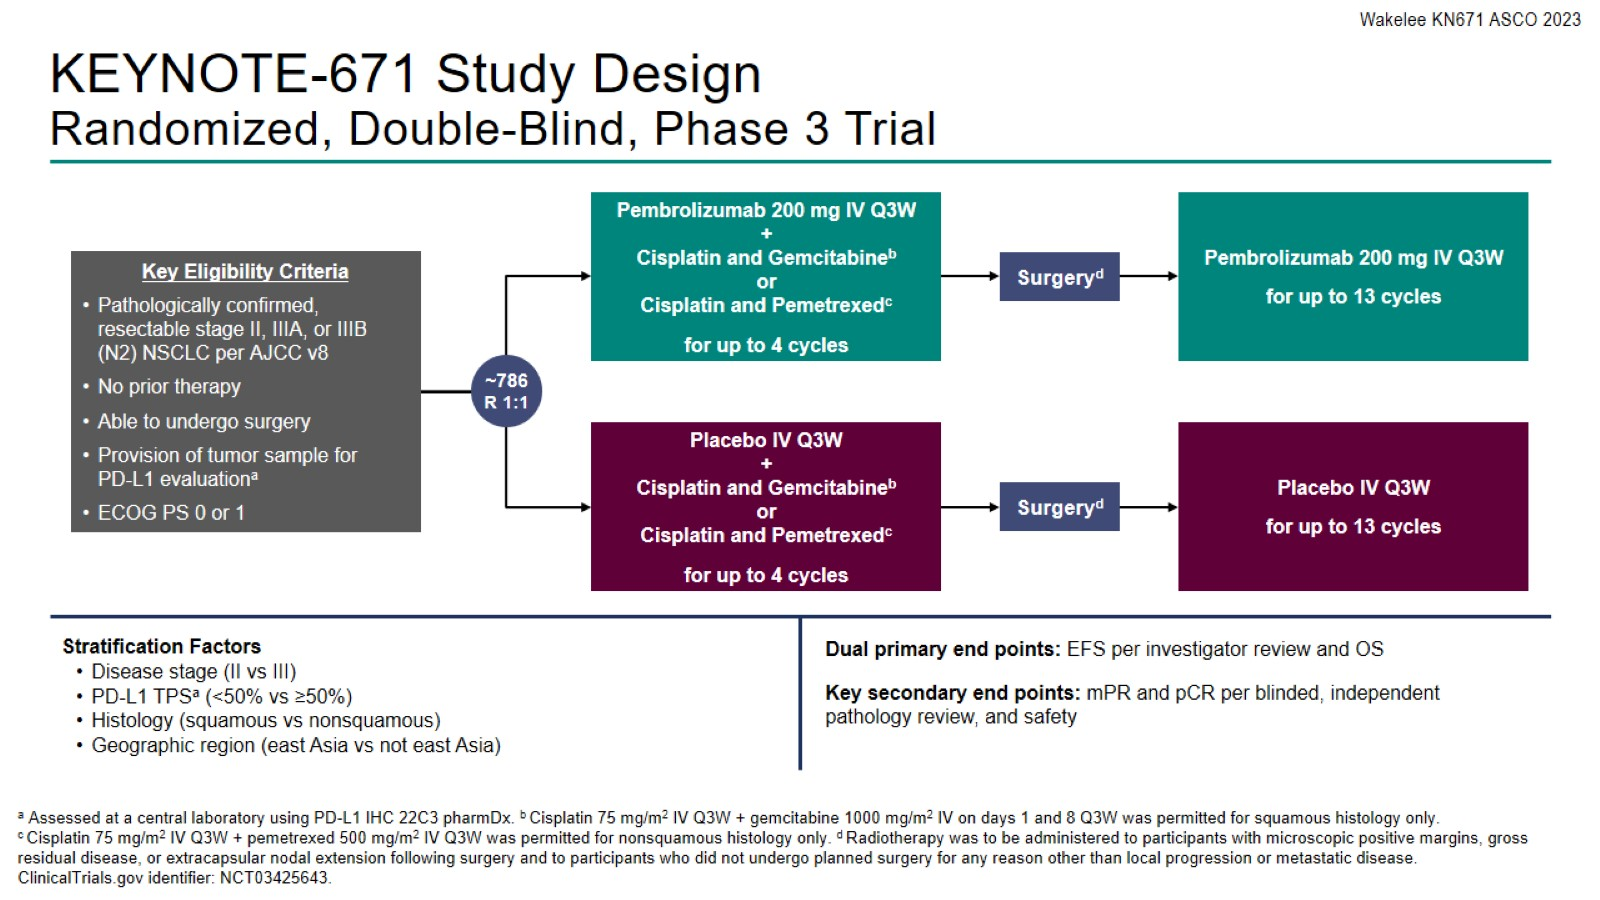 Wakelee KN671 ASCO 2023
KEYNOTE-671 Study Design
Randomized, Double-Blind, Phase 3 Trial
Key Eligibility Criteria
• Pathologically confirmed,
resectable stage II, IIIA, or IIIB
(N2) NSCLC per AJCC v8
• No prior therapy
• Able to undergo surgery
• Provision of tumor sample for
PD-L1 evaluationᵃ
• ECOG PS 0 or 1
~786
R 1:1
Pembrolizumab 200 mg IV Q3W
+
Cisplatin and Gemcitabineᵇ
or
Cisplatin and Pemetrexedᶜ
for up to 4 cycles
Surgeryᵈ
Pembrolizumab 200 mg IV Q3W
for up to 13 cycles
Placebo IV Q3W
+
Cisplatin and Gemcitabineᵇ
or
Cisplatin and Pemetrexedᶜ
for up to 4 cycles
Surgeryᵈ
Placebo IV Q3W
for up to 13 cycles
Stratification Factors
• Disease stage (II vs III)
• PD-L1 TPSᵃ (<50% vs ≥50%)
• Histology (squamous vs nonsquamous)
• Geographic region (east Asia vs not east Asia)
Dual primary end points: EFS per investigator review and OS
Key secondary end points: mPR and pCR per blinded, independent
pathology review, and safety
ᵃ Assessed at a central laboratory using PD-L1 IHC 22C3 pharmDx. ᵇ Cisplatin 75 mg/m² IV Q3W + gemcitabine 1000 mg/m² IV on days 1 and 8 Q3W was permitted for squamous histology only.
ᶜ Cisplatin 75 mg/m² IV Q3W + pemetrexed 500 mg/m² IV Q3W was permitted for nonsquamous histology only. ᵈ Radiotherapy was to be administered to participants with microscopic positive margins, gross
residual disease, or extracapsular nodal extension following surgery and to participants who did not undergo planned surgery for any reason other than local progression or metastatic disease.
ClinicalTrials.gov identifier: NCT03425643.